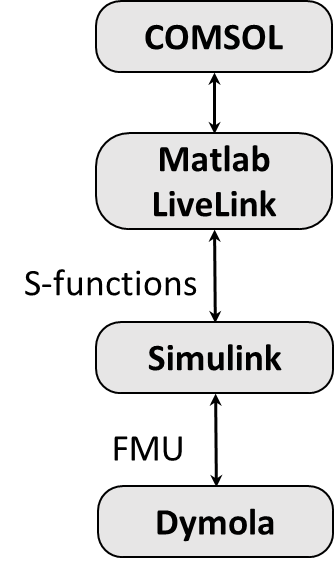 COMSOL
Matlab
LiveLink
S-functions
Simulink
FMU
Dymola